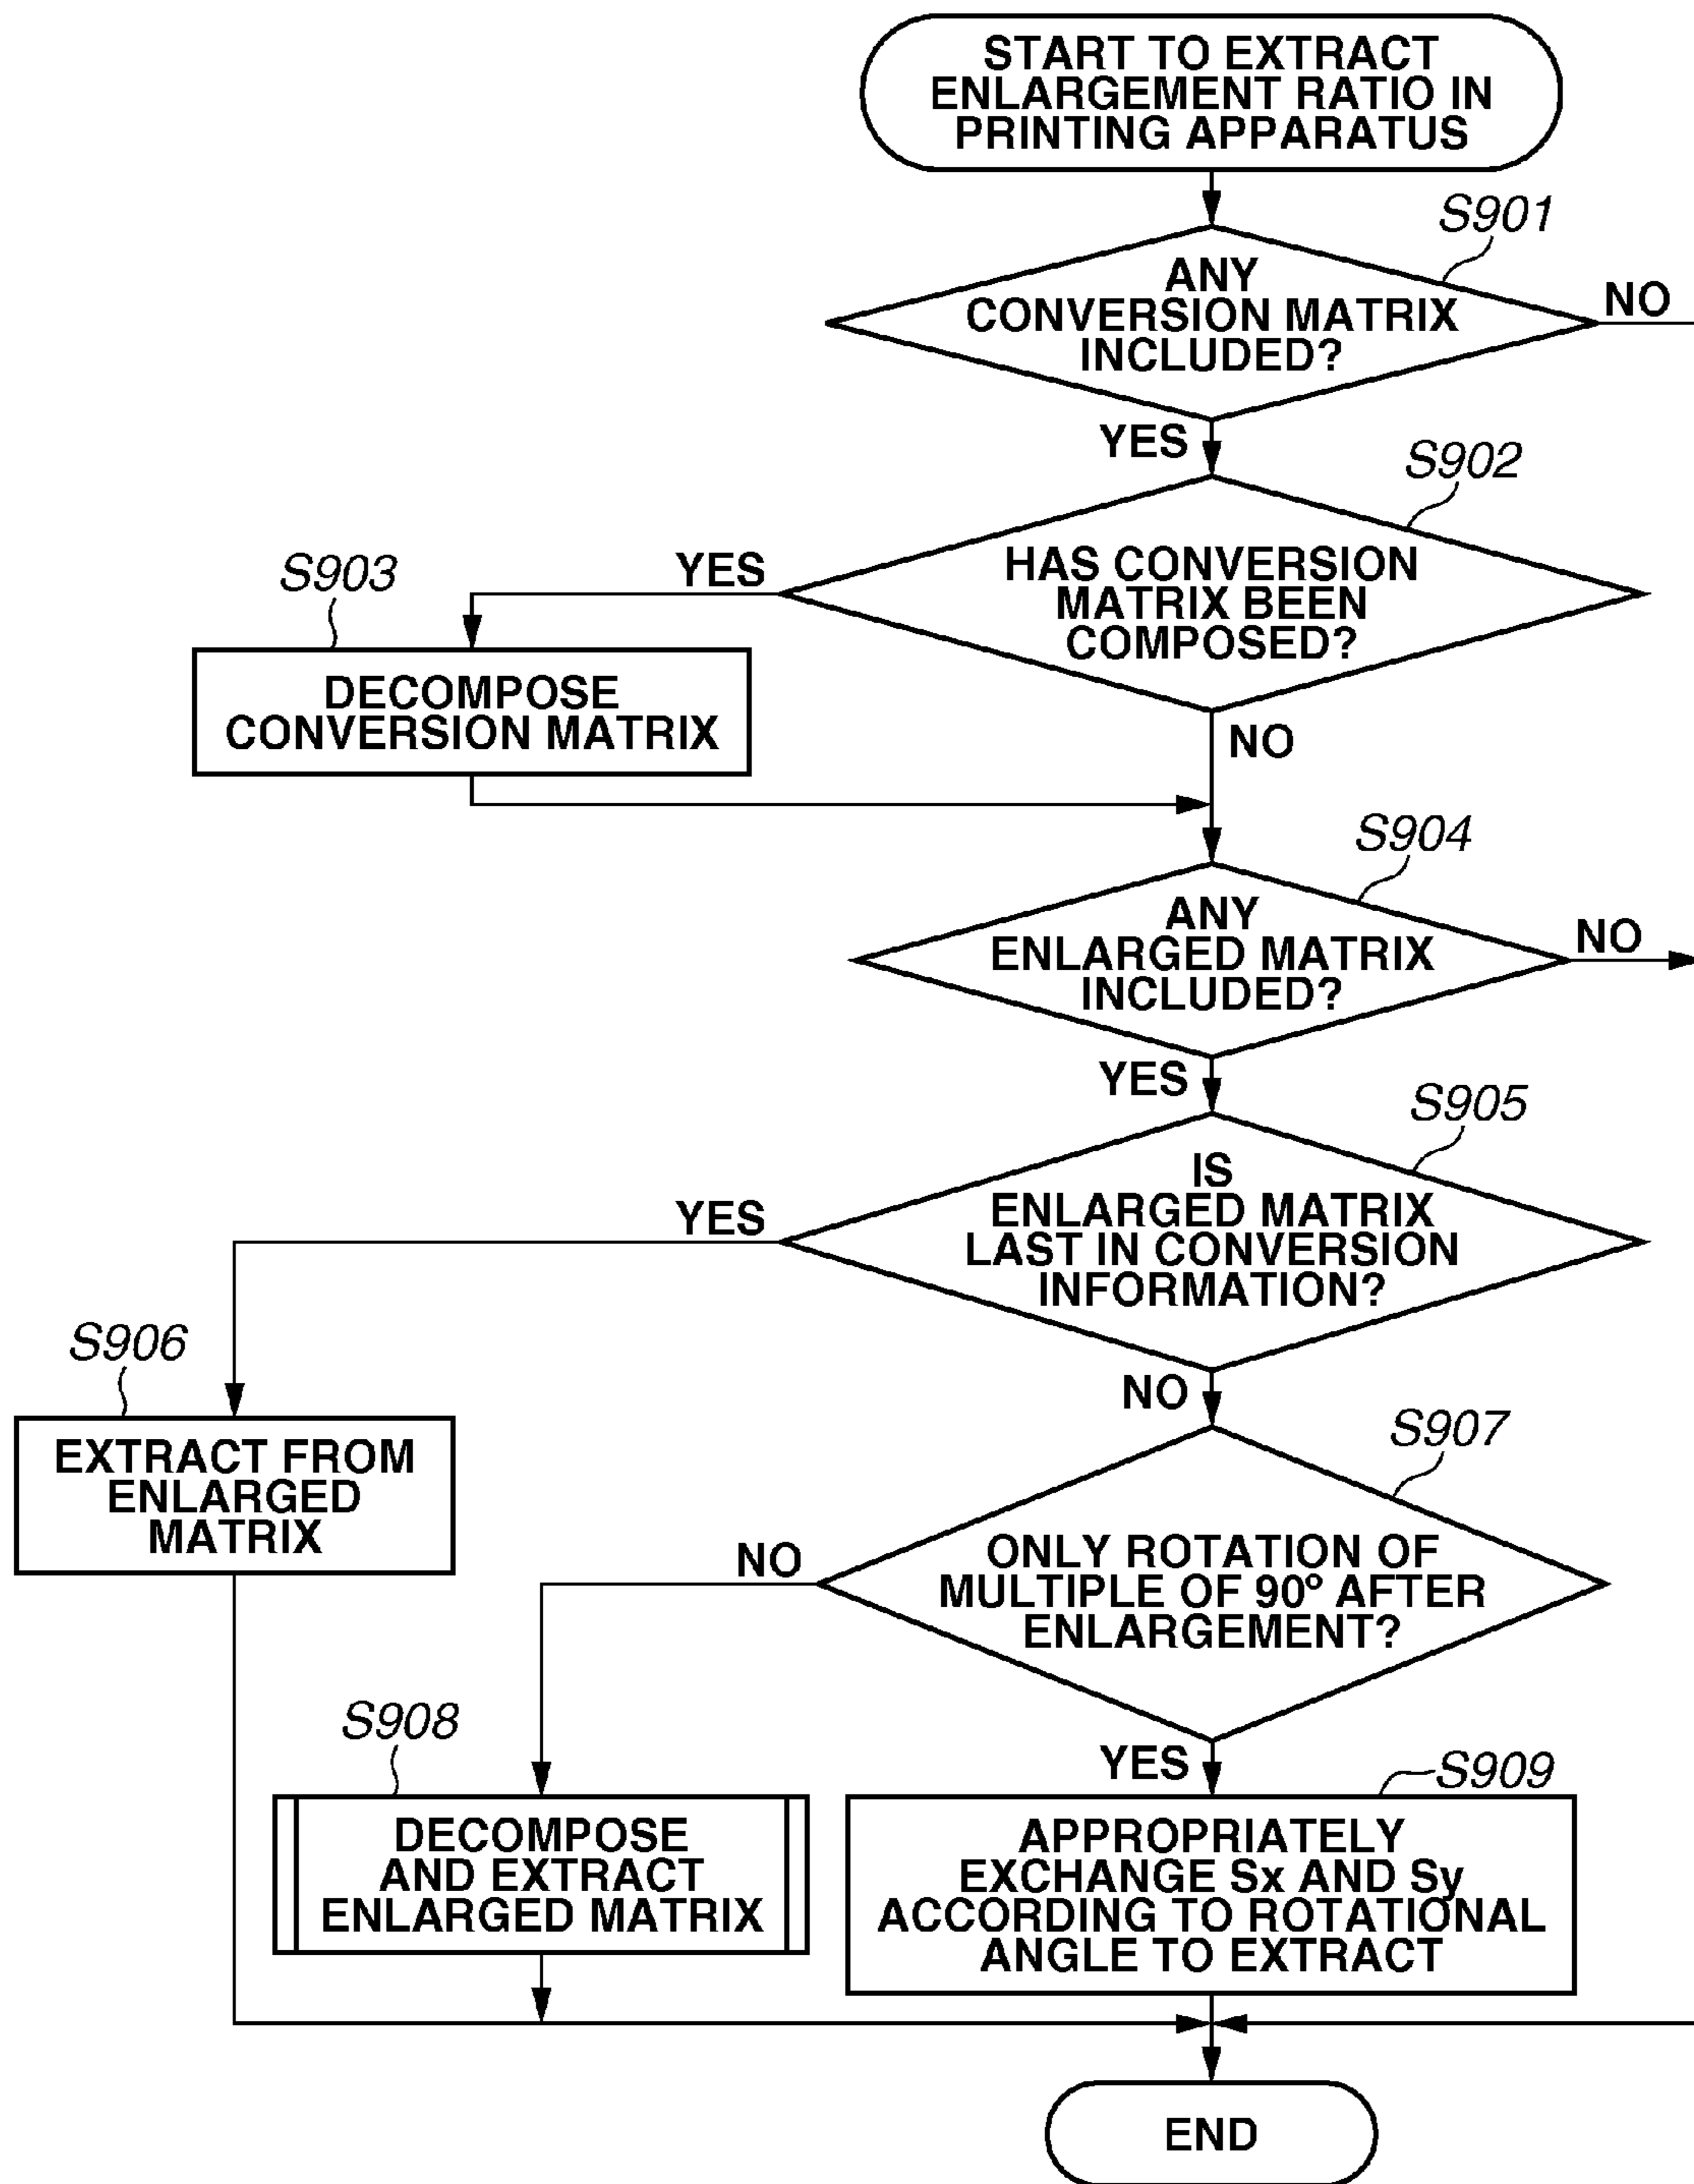 START TO EXTRACT
ENLARGEMENT RATIO IN
PRINTING APPARATUS
S901
ANY
CONVERSION MATRIX
INCLUDED?
NO
YES
S902
HAS CONVERSION
MATRIX BEEN
COMPOSED?
YES
S903
DECOMPOSE
CONVERSION MATRIX
NO
S904
ANY
ENLARGED MATRIX
INCLUDED?
NO
YES
S905
IS
ENLARGED MATRIX
LAST IN CONVERSION
INFORMATION?
YES
S906
EXTRACT FROM
ENLARGED
MATRIX
NO
S907
ONLY ROTATION OF
MULTIPLE OF 90º AFTER
ENLARGEMENT?
NO
S908
DECOMPOSE
AND EXTRACT
ENLARGED MATRIX
YES
S909
APPROPRIATELY
EXCHANGE Sx AND Sy
ACCORDING TO ROTATIONAL
ANGLE TO EXTRACT
END